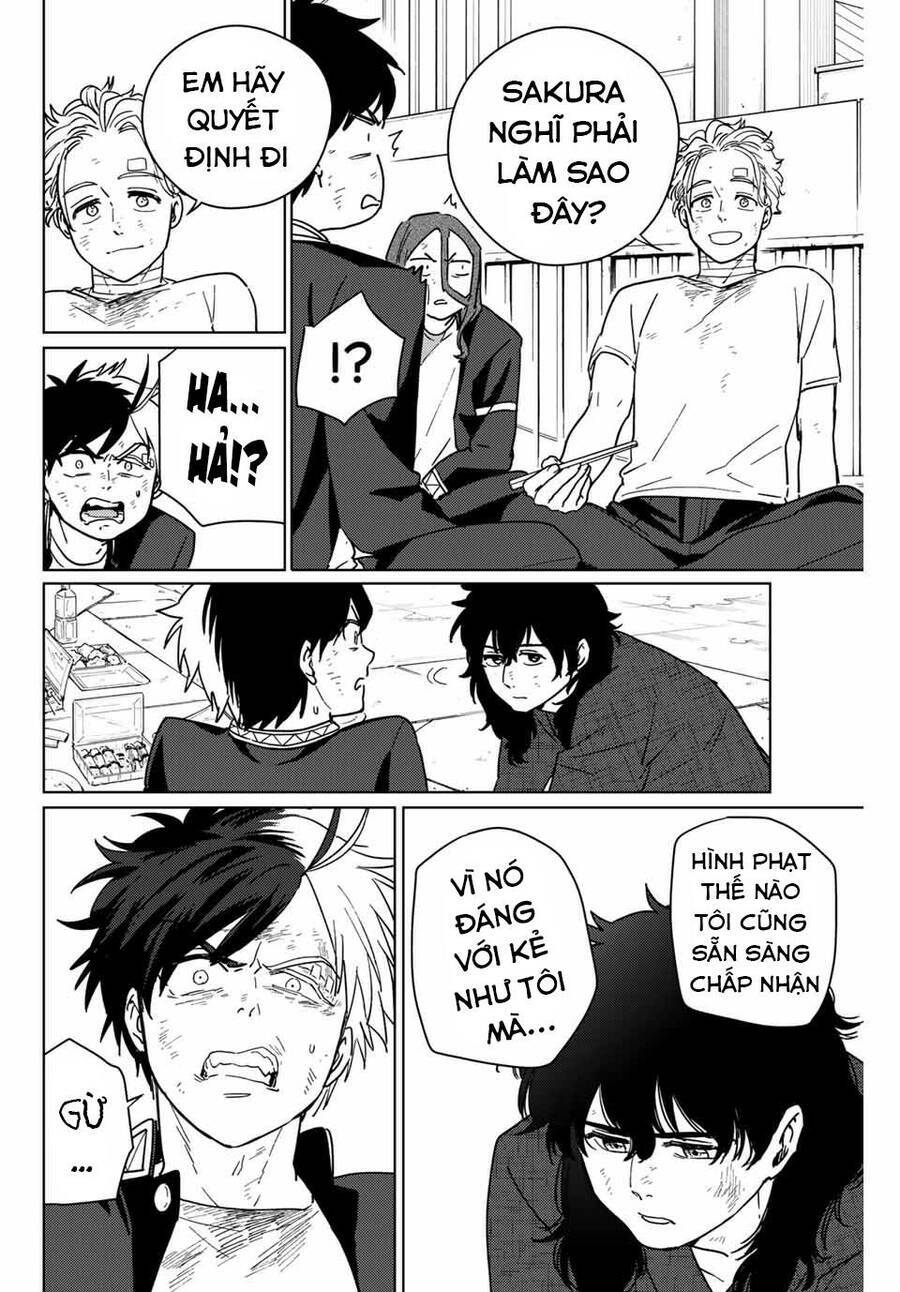 SAKURA
NGHĨ PHẢI
LÀM SAO
ĐÂY?
!?
EM HÃY
QUYẾT
ĐỊNH ĐI
HA...
HẢ!?
HÌNH PHẠT
THẾ NÀO
TÔI CŨNG
SẴN SÀNG
CHẤP NHẬN
VÌ NÓ
ĐÁNG
VỚI KẺ
NHƯ TÔI
MÀ...
GỪ
...